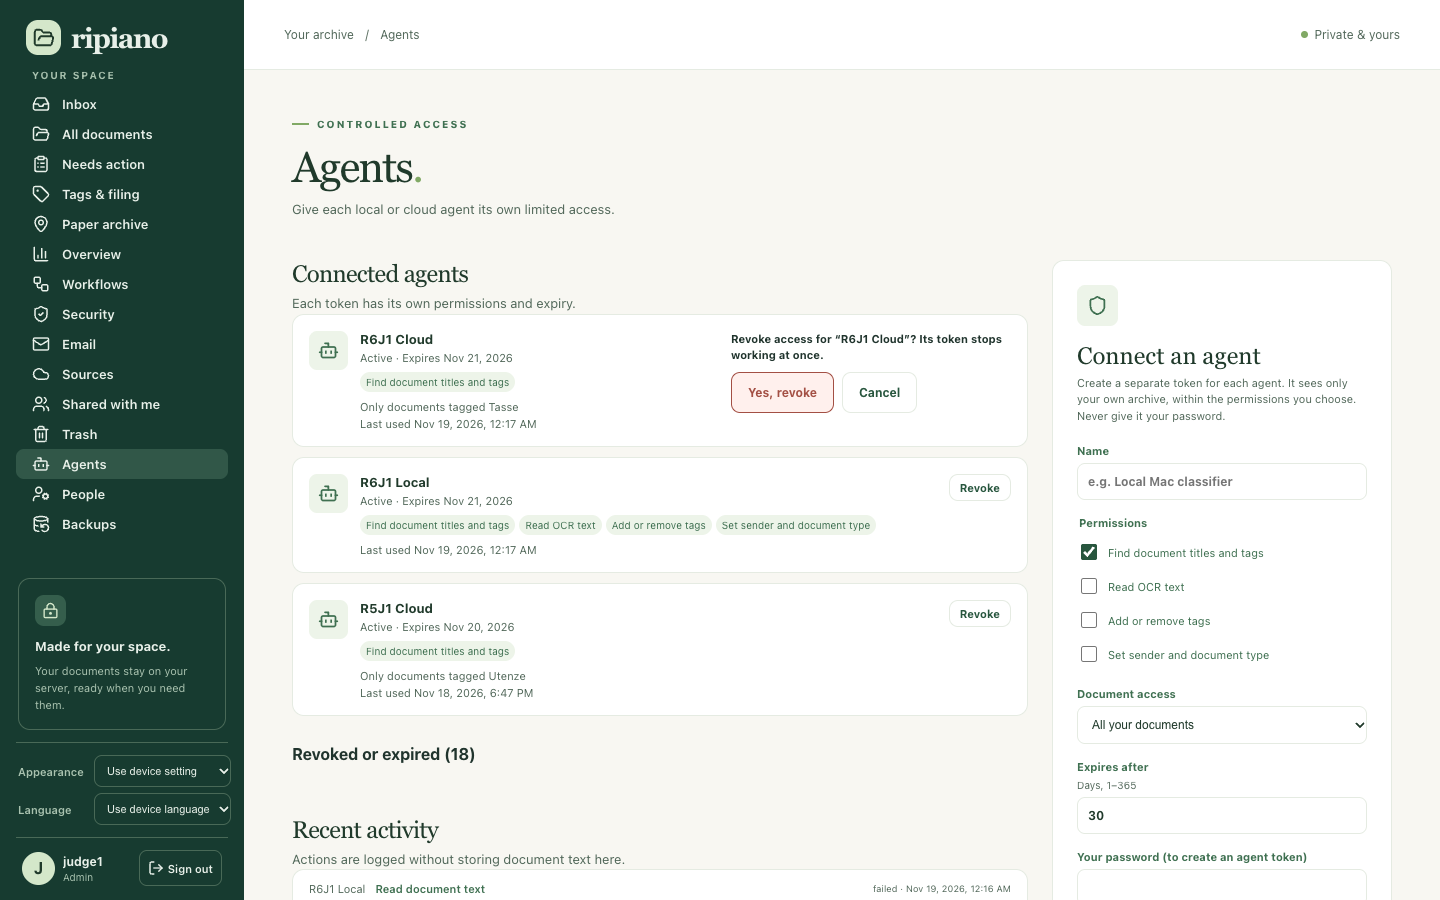 ripiano
YOUR SPACE
Inbox
All documents
Needs action
Tags & filing
Paper archive
Overview
Workflows
Security
Email
Sources
Shared with me
Trash
Agents
People
Backups
Made for your space.
Your documents stay on your
server, ready when you need
them.
Appearance
Use device setting
Language
Use device language
J
judge1
Admin
Sign out
Your archive / Agents
Private & yours
CONTROLLED ACCESS
Agents.
Give each local or cloud agent its own limited access.
Connected agents
Each token has its own permissions and expiry.
R6J1 Cloud
Active · Expires Nov 21, 2026
Find document titles and tags
Only documents tagged Tasse
Last used Nov 19, 2026, 12:17 AM
Revoke access for “R6J1 Cloud”? Its token stops
working at once.
Yes, revoke
Cancel
R6J1 Local
Active · Expires Nov 21, 2026
Find document titles and tags
Read OCR text
Add or remove tags
Set sender and document type
Last used Nov 19, 2026, 12:17 AM
Revoke
R5J1 Cloud
Active · Expires Nov 20, 2026
Find document titles and tags
Only documents tagged Utenze
Last used Nov 18, 2026, 6:47 PM
Revoke
Revoked or expired (18)
Recent activity
Actions are logged without storing document text here.
R6J1 Local Read document text
failed · Nov 19, 2026, 12:16 AM
Connect an agent
Create a separate token for each agent. It sees only
your own archive, within the permissions you choose.
Never give it your password.
Name
e.g. Local Mac classifier
Permissions
Find document titles and tags
Read OCR text
Add or remove tags
Set sender and document type
Document access
All your documents
Expires after
Days, 1–365
30
Your password (to create an agent token)